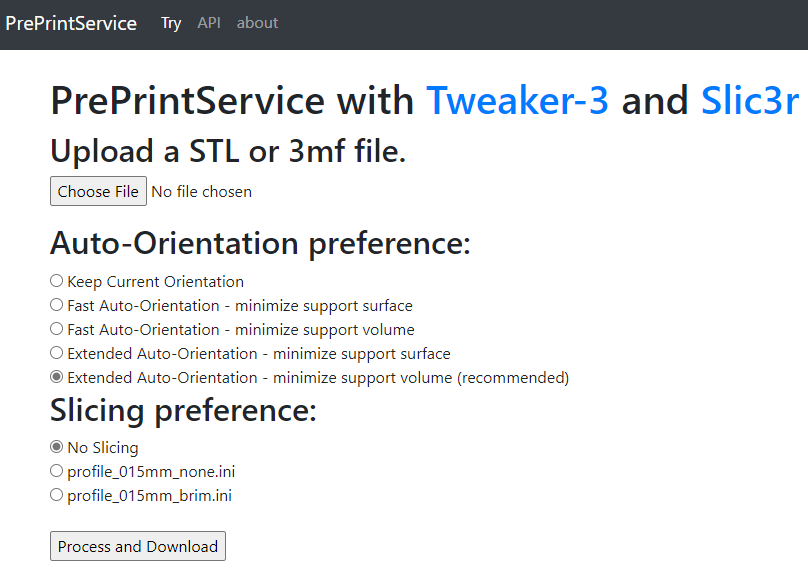 PrePrintService Try API about
PrePrintService with Tweaker-3 and Slic3r
Upload a STL or 3mf file.
Choose File No file chosen
Auto-Orientation preference:
Keep Current Orientation
Fast Auto-Orientation - minimize support surface
Fast Auto-Orientation - minimize support volume
Extended Auto-Orientation - minimize support surface
Extended Auto-Orientation - minimize support volume (recommended)
Slicing preference:
No Slicing
profile_015mm_none.ini
profile_015mm_brim.ini
Process and Download